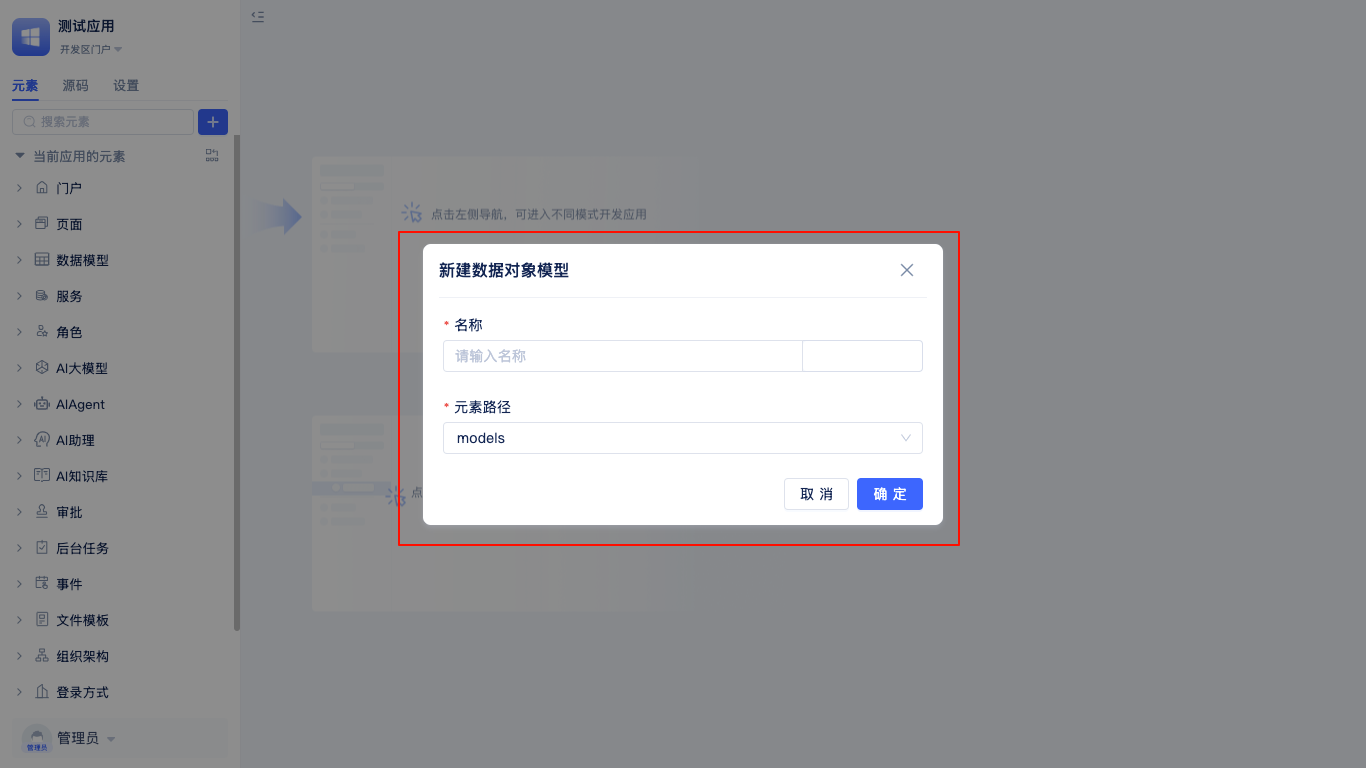 测试应用
开发区门户
元素 源码 设置
搜索元素
当前应用的元素
门户
页面
数据模型
服务
角色
AI大模型
AIAgent
AI助理
AI知识库
审批
后台任务
事件
文件模板
组织架构
登录方式
管理员
管理员
点击左侧导航，可进入不同模式开发应用
点
新建数据对象模型
* 名称
请输入名称
* 元素路径
models
取 消
确 定